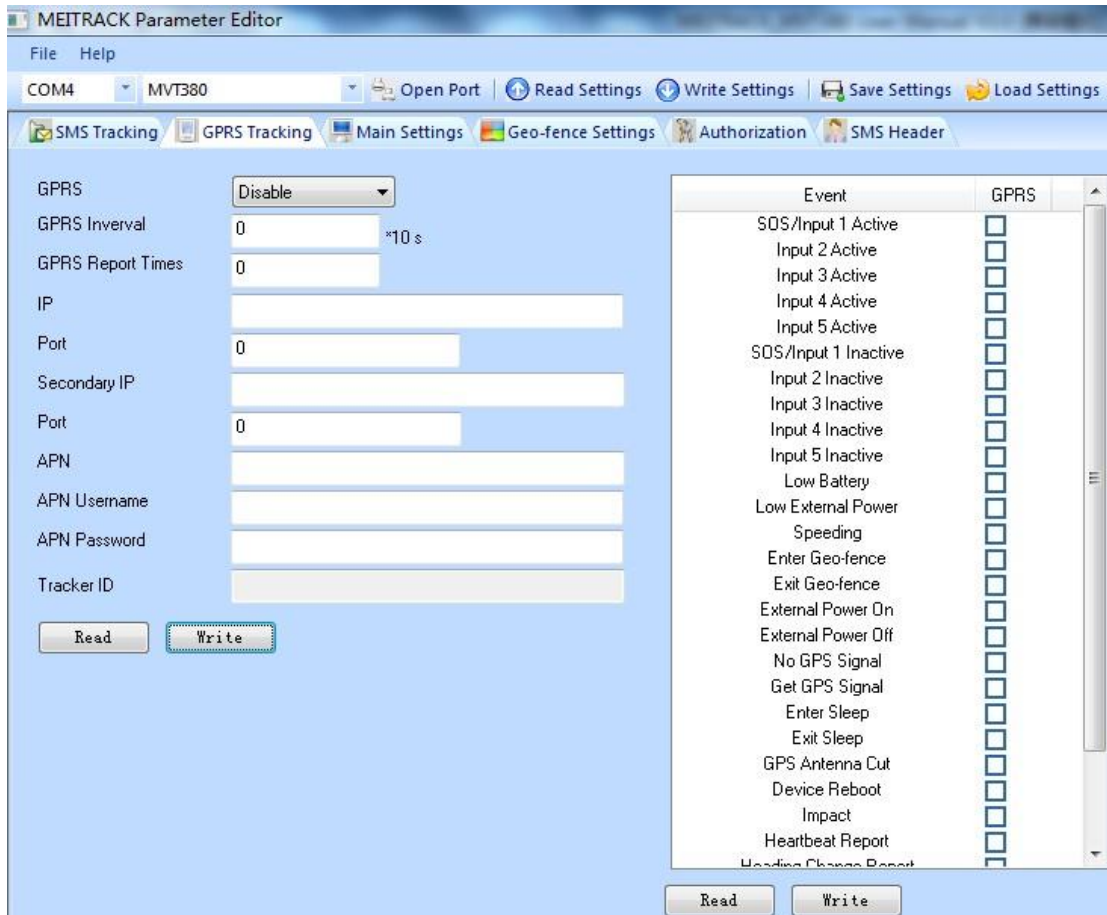 MEITRACK Parameter Editor
File Help
COM4 MVT380 Open Port Read Settings Write Settings Save Settings Load Settings
SMS Tracking GPRS Tracking Main Settings Geo-fence Settings Authorization SMS Header
GPRS Disable
GPRS Inverval 0 *10 s
GPRS Report Times 0
IP
Port 0
Secondary IP
Port 0
APN
APN Username
APN Password
Tracker ID
Read Write
Event GPRS
SOS/Input 1 Active
Input 2 Active
Input 3 Active
Input 4 Active
Input 5 Active
SOS/Input 1 Inactive
Input 2 Inactive
Input 3 Inactive
Input 4 Inactive
Input 5 Inactive
Low Battery
Low External Power
Speeding
Enter Geo-fence
Exit Geo-fence
External Power On
External Power Off
No GPS Signal
Get GPS Signal
Enter Sleep
Exit Sleep
GPS Antenna Cut
Device Reboot
Impact
Heartbeat Report
Heading Change Report
Read Write